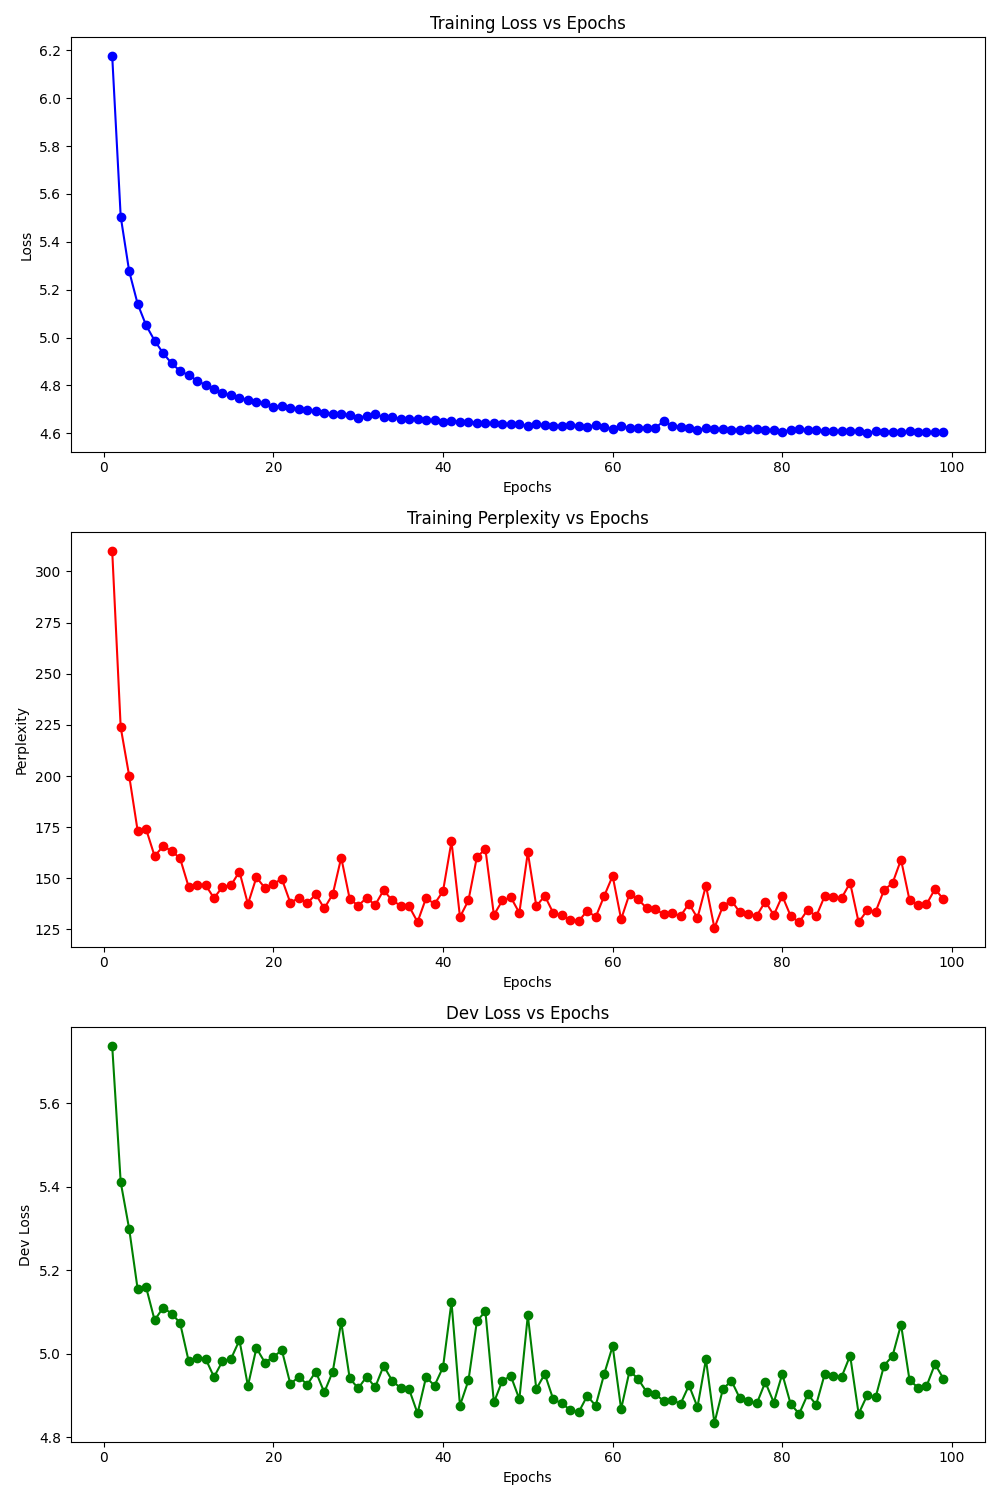 Training Loss vs Epochs
6.2
6.0
5.8
5.6
5.4
5.2
5.0
4.8
4.6
Loss
0 20 40 60 80 100
Epochs
Training Perplexity vs Epochs
300
275
250
225
200
175
150
125
Perplexity
0 20 40 60 80 100
Epochs
Dev Loss vs Epochs
5.6
5.4
5.2
5.0
4.8
Dev Loss
0 20 40 60 80 100
Epochs